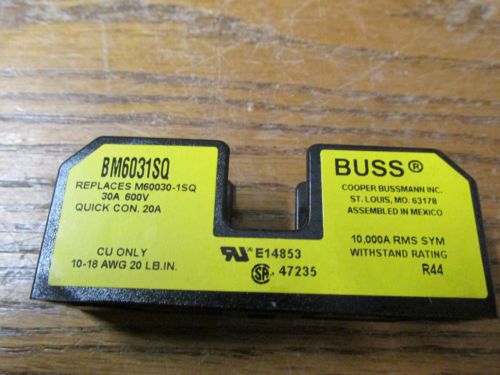 BM6031SQ
REPLACES M60030-1SQ
30A 600V
QUICK CON. 20A
CU ONLY
10-18 AWG 20 LB.IN.
BUSS®
COOPER BUSSMANN INC.
ST. LOUIS, MO. 63178
ASSEMBLED IN MEXICO
10,000A RMS SYM
WITHSTAND RATING
R44
E14853
47235